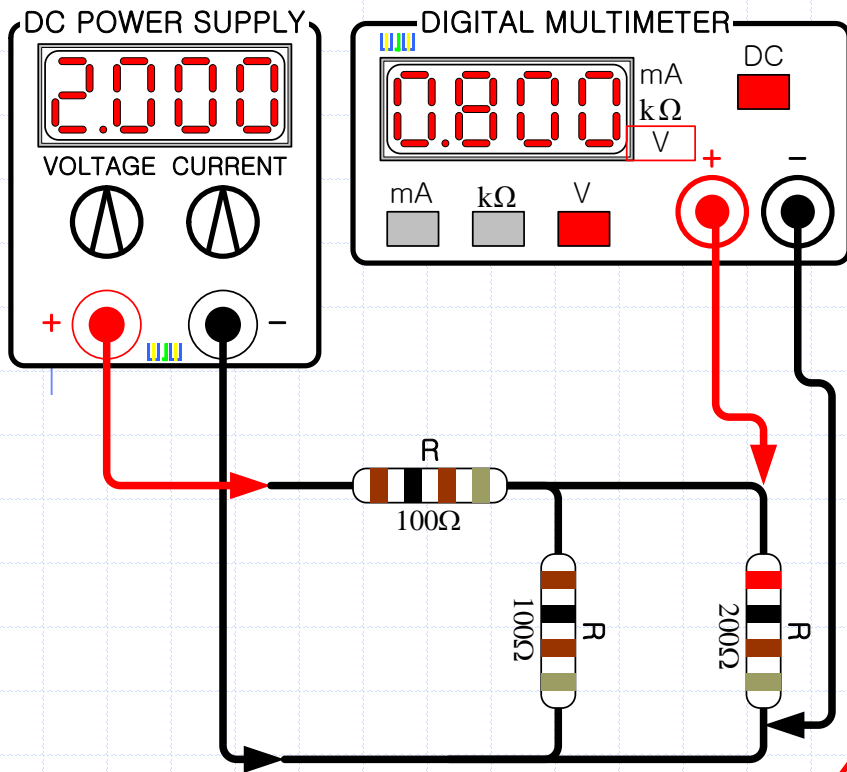 DC POWER SUPPLY
2.000
VOLTAGE CURRENT
+ −
DIGITAL MULTIMETER
0.800
mA
kΩ
V
DC
mA kΩ V
+ −
R
100Ω
R
100Ω
R
200Ω